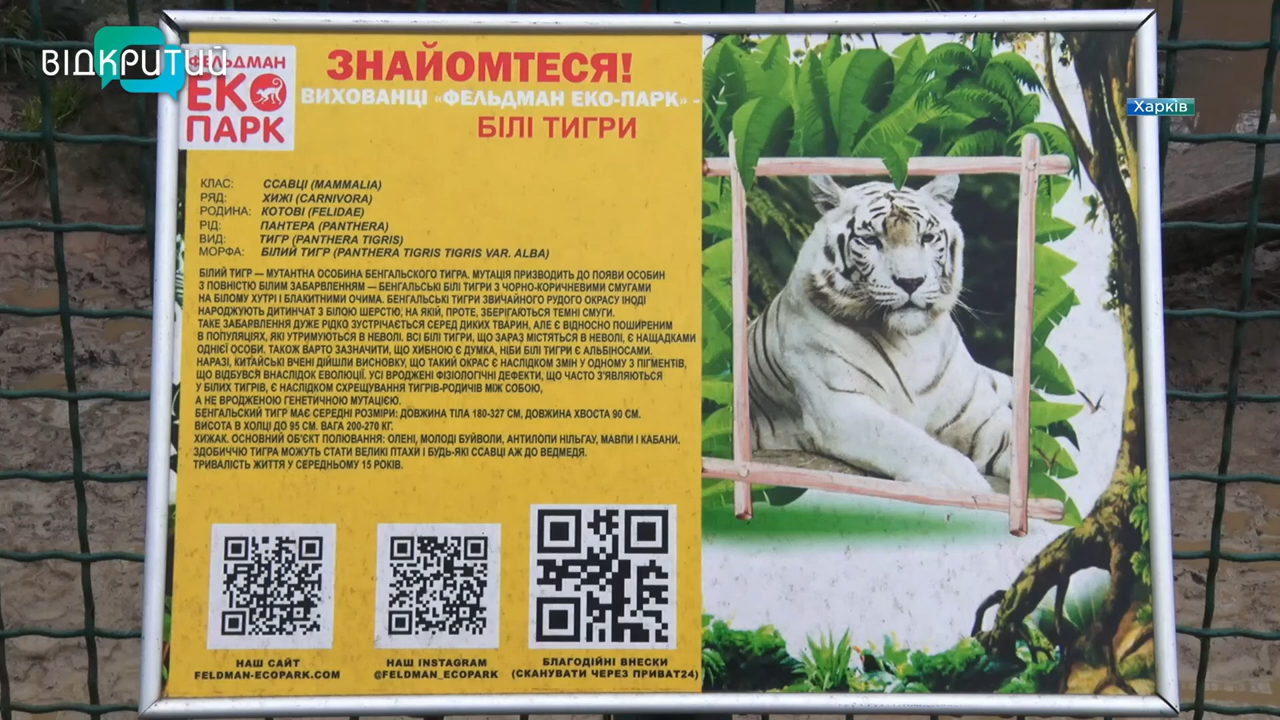 ВІДКРИТИЙ
Харків
ФЕЛЬДМАН
ЕКО
ПАРК
ЗНАЙОМТЕСЯ!
ВИХОВАНЦІ «ФЕЛЬДМАН ЕКО-ПАРК» -
БІЛІ ТИГРИ
КЛАС: ССАВЦІ (MAMMALIA)
РЯД: ХИЖІ (CARNIVORA)
РОДИНА: КОТОВІ (FELIDAE)
РІД: ПАНТЕРА (PANTHERA)
ВИД: ТИГР (PANTHERA TIGRIS)
МОРФА: БІЛИЙ ТИГР (PANTHERA TIGRIS TIGRIS VAR. ALBA)
БІЛИЙ ТИГР — МУТАНТНА ОСОБИНА БЕНГАЛЬСКОГО ТИГРА. МУТАЦІЯ ПРИЗВОДИТЬ ДО ПОЯВИ ОСОБИН
З ПОВНІСТЮ БІЛИМ ЗАБАРВЛЕННЯМ — БЕНГАЛЬСЬКІ БІЛІ ТИГРИ З ЧОРНО-КОРИЧНЕВИМИ СМУГАМИ
НА БІЛОМУ ХУТРІ І БЛАКИТНИМИ ОЧИМА. БЕНГАЛЬСЬКІ ТИГРИ ЗВИЧАЙНОГО РУДОГО ОКРАСУ ІНОДІ
НАРОДЖУЮТЬ ДИТИНЧАТ З БІЛОЮ ШЕРСТЮ, НА ЯКІЙ, ПРОТЕ, ЗБЕРІГАЮТЬСЯ ТЕМНІ СМУГИ.
ТАКЕ ЗАБАРВЛЕННЯ ДУЖЕ РІДКО ЗУСТРІЧАЄТЬСЯ СЕРЕД ДИКИХ ТВАРИН, АЛЕ Є ВІДНОСНО ПОШИРЕНИМ
В ПОПУЛЯЦІЯХ, ЯКІ УТРИМУЮТЬСЯ В НЕВОЛІ. ВСІ БІЛІ ТИГРИ, ЩО ЗАРАЗ МІСТЯТЬСЯ В НЕВОЛІ, Є НАЩАДКАМИ
ОДНІЄЇ ОСОБИ. ТАКОЖ ВАРТО ЗАЗНАЧИТИ, ЩО ХИБНОЮ Є ДУМКА, НІБИ БІЛІ ТИГРИ Є АЛЬБІНОСАМИ.
НАРАЗІ, КИТАЙСЬКІ ВЧЕНІ ДІЙШЛИ ВИСНОВКУ, ЩО ТАКИЙ ОКРАС Є НАСЛІДКОМ ЗМІН У ОДНОМУ З ПІГМЕНТІВ,
ЩО ВІДБУВСЯ ВНАСЛІДОК ЕВОЛЮЦІЇ. УСІ ВРОДЖЕНІ ФІЗІОЛОГІЧНІ ДЕФЕКТИ, ЩО ЧАСТО З'ЯВЛЯЮТЬСЯ
У БІЛИХ ТИГРІВ, Є НАСЛІДКОМ СХРЕЩУВАННЯ ТИГРІВ-РОДИЧІВ МІЖ СОБОЮ,
А НЕ ВРОДЖЕНОЮ ГЕНЕТИЧНОЮ МУТАЦІЄЮ.
БЕНГАЛЬСКИЙ ТИГР МАЄ СЕРЕДНІ РОЗМІРИ: ДОВЖИНА ТІЛА 180-327 СМ, ДОВЖИНА ХВОСТА 90 СМ.
ВИСОТА В ХОЛЦІ ДО 95 СМ. ВАГА 200-270 КГ.
ХИЖАК. ОСНОВНИЙ ОБ'ЄКТ ПОЛЮВАННЯ: ОЛЕНІ, МОЛОДІ БУЙВОЛИ, АНТИЛОПИ НІЛЬГАУ, МАВПИ І КАБАНИ.
ЗДОБИЧЧЮ ТИГРА МОЖУТЬ СТАТИ ВЕЛИКІ ПТАХИ І БУДЬ-ЯКІ ССАВЦІ АЖ ДО ВЕДМЕДЯ.
ТРИВАЛІСТЬ ЖИТТЯ У СЕРЕДНЬОМУ 15 РОКІВ.
НАШ САЙТ
FELDMAN-ECOPARK.COM
НАШ INSTAGRAM
@FELDMAN_ECOPARK
БЛАГОДІЙНІ ВНЕСКИ
(СКАНУВАТИ ЧЕРЕЗ ПРИВАТ24)